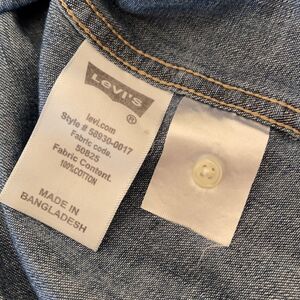 LEVI'S
®
levi.com
Style # 58930-0017
Fabric code.
50825
Fabric Content.
100%COTTON
MADE IN
BANGLADESH